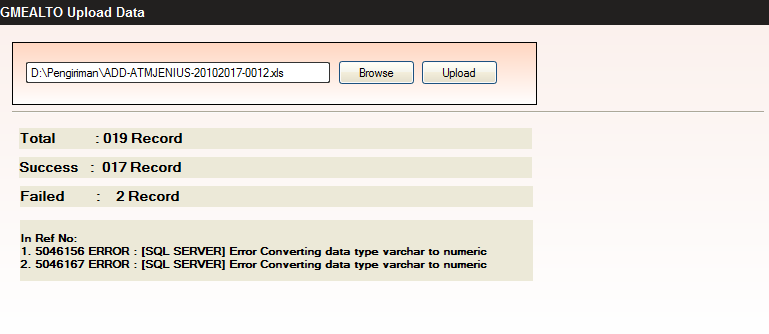 GMEALTO Upload Data
D:\Pengiriman\ADD-ATMJENIUS-20102017-0012.xls Browse Upload
Total : 019 Record
Success : 017 Record
Failed : 2 Record
In Ref No:
1. 5046156 ERROR : [SQL SERVER] Error Converting data type varchar to numeric
2. 5046167 ERROR : [SQL SERVER] Error Converting data type varchar to numeric